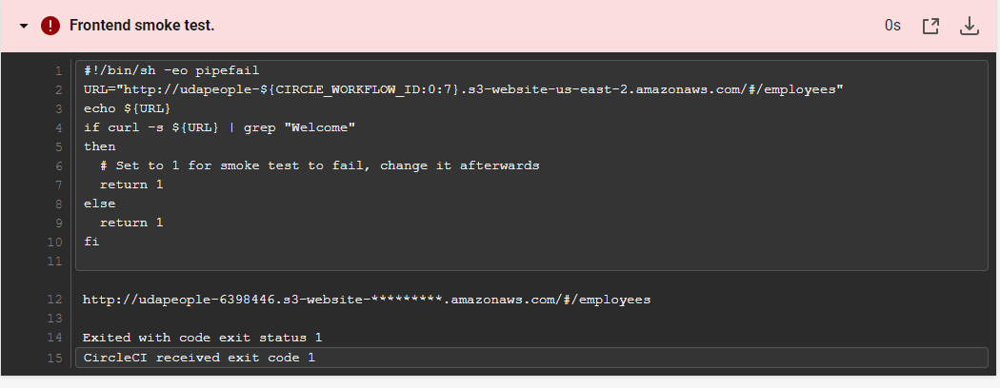 Frontend smoke test.
0s
1 #!/bin/sh -eo pipefail
2 URL="http://udapeople-${CIRCLE_WORKFLOW_ID:0:7}.s3-website-us-east-2.amazonaws.com/#/employees"
3 echo ${URL}
4 if curl -s ${URL} | grep "Welcome"
5 then
6   # Set to 1 for smoke test to fail, change it afterwards
7   return 1
8 else
9   return 1
10 fi
11
12 http://udapeople-6398446.s3-website-*********.amazonaws.com/#/employees
13
14 Exited with code exit status 1
15 CircleCI received exit code 1